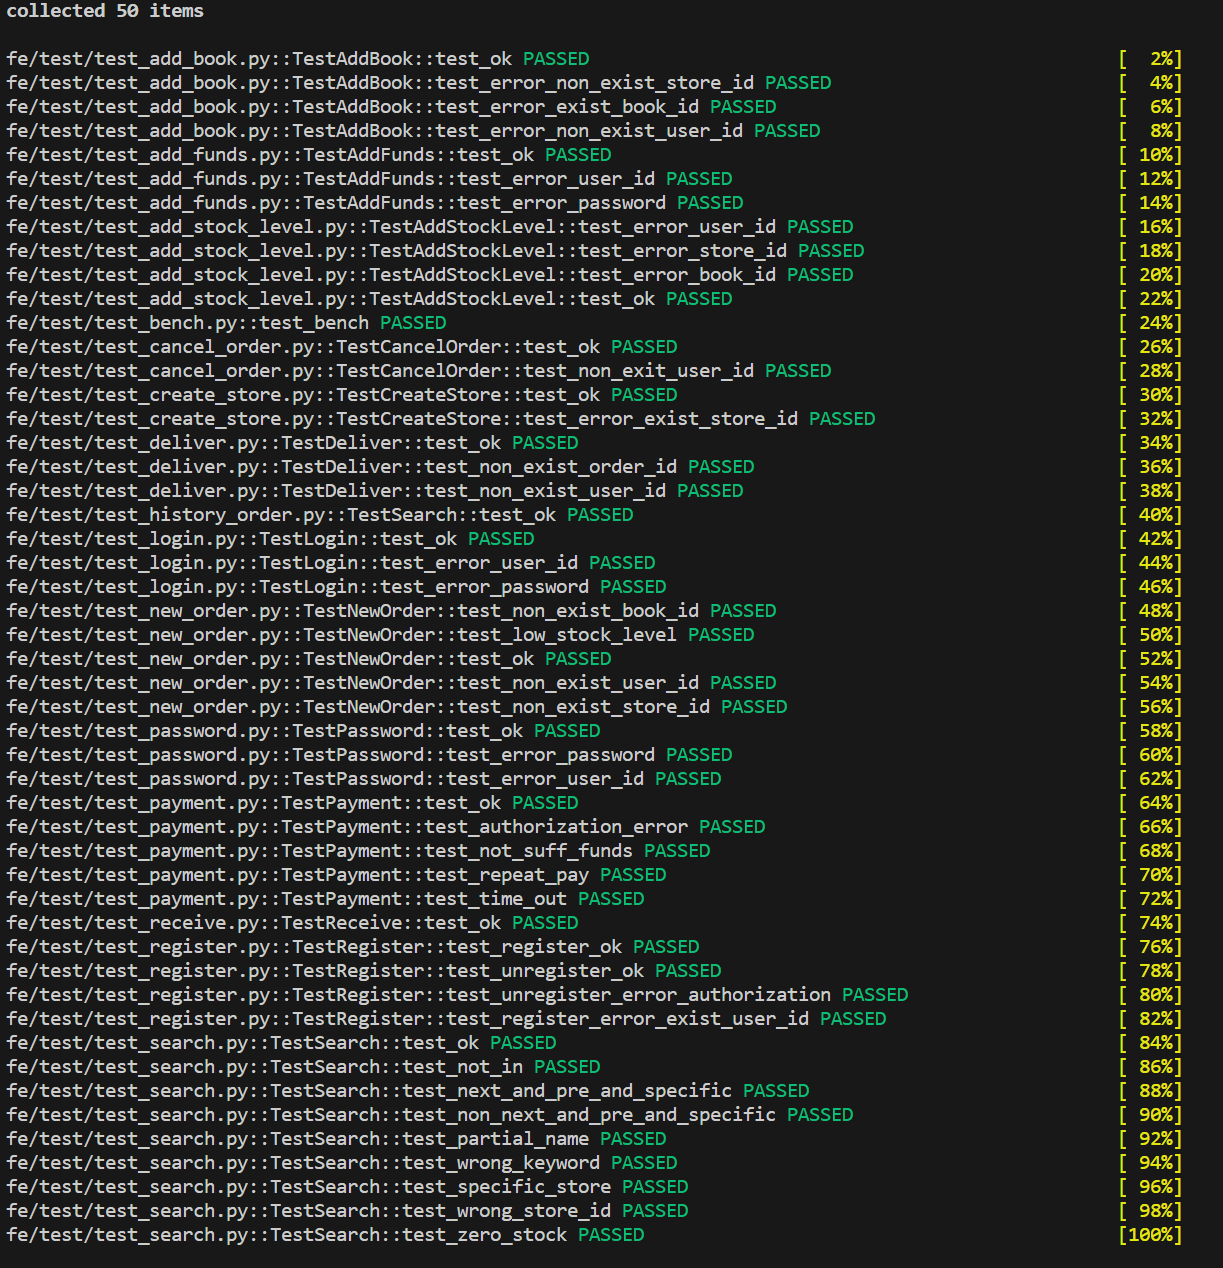 collected 50 items
fe/test/test_add_book.py::TestAddBook::test_ok PASSED [  2%]
fe/test/test_add_book.py::TestAddBook::test_error_non_exist_store_id PASSED [  4%]
fe/test/test_add_book.py::TestAddBook::test_error_exist_book_id PASSED [  6%]
fe/test/test_add_book.py::TestAddBook::test_error_non_exist_user_id PASSED [  8%]
fe/test/test_add_funds.py::TestAddFunds::test_ok PASSED [ 10%]
fe/test/test_add_funds.py::TestAddFunds::test_error_user_id PASSED [ 12%]
fe/test/test_add_funds.py::TestAddFunds::test_error_password PASSED [ 14%]
fe/test/test_add_stock_level.py::TestAddStockLevel::test_error_user_id PASSED [ 16%]
fe/test/test_add_stock_level.py::TestAddStockLevel::test_error_store_id PASSED [ 18%]
fe/test/test_add_stock_level.py::TestAddStockLevel::test_error_book_id PASSED [ 20%]
fe/test/test_add_stock_level.py::TestAddStockLevel::test_ok PASSED [ 22%]
fe/test/test_bench.py::test_bench PASSED [ 24%]
fe/test/test_cancel_order.py::TestCancelOrder::test_ok PASSED [ 26%]
fe/test/test_cancel_order.py::TestCancelOrder::test_non_exit_user_id PASSED [ 28%]
fe/test/test_create_store.py::TestCreateStore::test_ok PASSED [ 30%]
fe/test/test_create_store.py::TestCreateStore::test_error_exist_store_id PASSED [ 32%]
fe/test/test_deliver.py::TestDeliver::test_ok PASSED [ 34%]
fe/test/test_deliver.py::TestDeliver::test_non_exist_order_id PASSED [ 36%]
fe/test/test_deliver.py::TestDeliver::test_non_exist_user_id PASSED [ 38%]
fe/test/test_history_order.py::TestSearch::test_ok PASSED [ 40%]
fe/test/test_login.py::TestLogin::test_ok PASSED [ 42%]
fe/test/test_login.py::TestLogin::test_error_user_id PASSED [ 44%]
fe/test/test_login.py::TestLogin::test_error_password PASSED [ 46%]
fe/test/test_new_order.py::TestNewOrder::test_non_exist_book_id PASSED [ 48%]
fe/test/test_new_order.py::TestNewOrder::test_low_stock_level PASSED [ 50%]
fe/test/test_new_order.py::TestNewOrder::test_ok PASSED [ 52%]
fe/test/test_new_order.py::TestNewOrder::test_non_exist_user_id PASSED [ 54%]
fe/test/test_new_order.py::TestNewOrder::test_non_exist_store_id PASSED [ 56%]
fe/test/test_password.py::TestPassword::test_ok PASSED [ 58%]
fe/test/test_password.py::TestPassword::test_error_password PASSED [ 60%]
fe/test/test_password.py::TestPassword::test_error_user_id PASSED [ 62%]
fe/test/test_payment.py::TestPayment::test_ok PASSED [ 64%]
fe/test/test_payment.py::TestPayment::test_authorization_error PASSED [ 66%]
fe/test/test_payment.py::TestPayment::test_not_suff_funds PASSED [ 68%]
fe/test/test_payment.py::TestPayment::test_repeat_pay PASSED [ 70%]
fe/test/test_payment.py::TestPayment::test_time_out PASSED [ 72%]
fe/test/test_receive.py::TestReceive::test_ok PASSED [ 74%]
fe/test/test_register.py::TestRegister::test_register_ok PASSED [ 76%]
fe/test/test_register.py::TestRegister::test_unregister_ok PASSED [ 78%]
fe/test/test_register.py::TestRegister::test_unregister_error_authorization PASSED [ 80%]
fe/test/test_register.py::TestRegister::test_register_error_exist_user_id PASSED [ 82%]
fe/test/test_search.py::TestSearch::test_ok PASSED [ 84%]
fe/test/test_search.py::TestSearch::test_not_in PASSED [ 86%]
fe/test/test_search.py::TestSearch::test_next_and_pre_and_specific PASSED [ 88%]
fe/test/test_search.py::TestSearch::test_non_next_and_pre_and_specific PASSED [ 90%]
fe/test/test_search.py::TestSearch::test_partial_name PASSED [ 92%]
fe/test/test_search.py::TestSearch::test_wrong_keyword PASSED [ 94%]
fe/test/test_search.py::TestSearch::test_specific_store PASSED [ 96%]
fe/test/test_search.py::TestSearch::test_wrong_store_id PASSED [ 98%]
fe/test/test_search.py::TestSearch::test_zero_stock PASSED [100%]